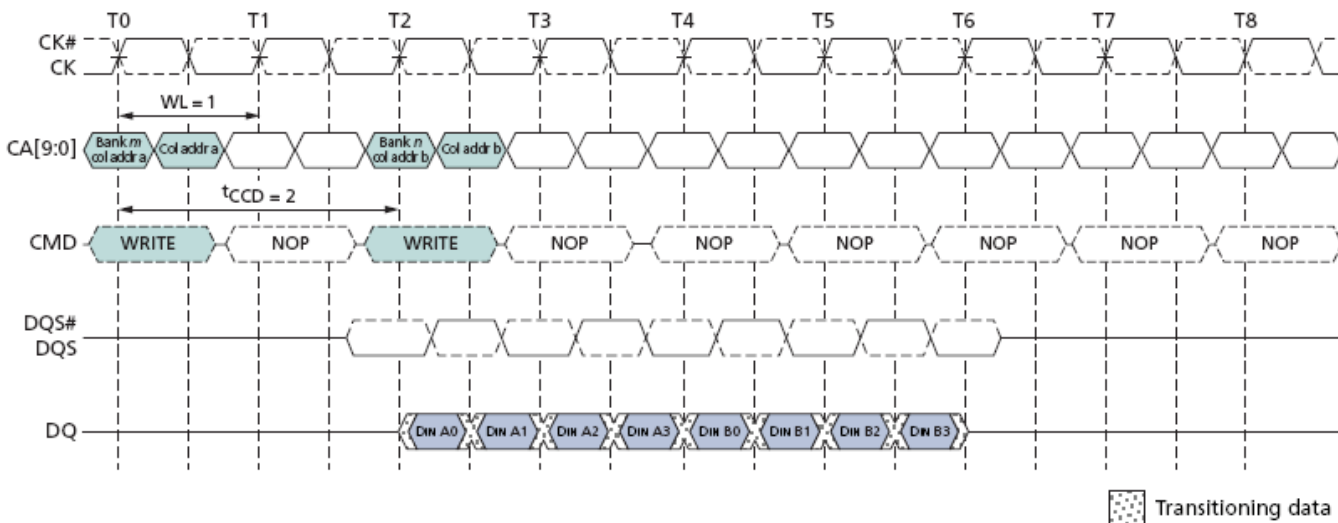 T0 T1 T2 T3 T4 T5 T6 T7 T8
CK#
CK
WL = 1
CA[9:0] Bank m col addr a Col addr a Bank n col addr b Col addr b
tCCD = 2
CMD WRITE NOP WRITE NOP NOP NOP NOP NOP NOP
DQS#
DQS
DQ DIN A0 DIN A1 DIN A2 DIN A3 DIN B0 DIN B1 DIN B2 DIN B3
Transitioning data